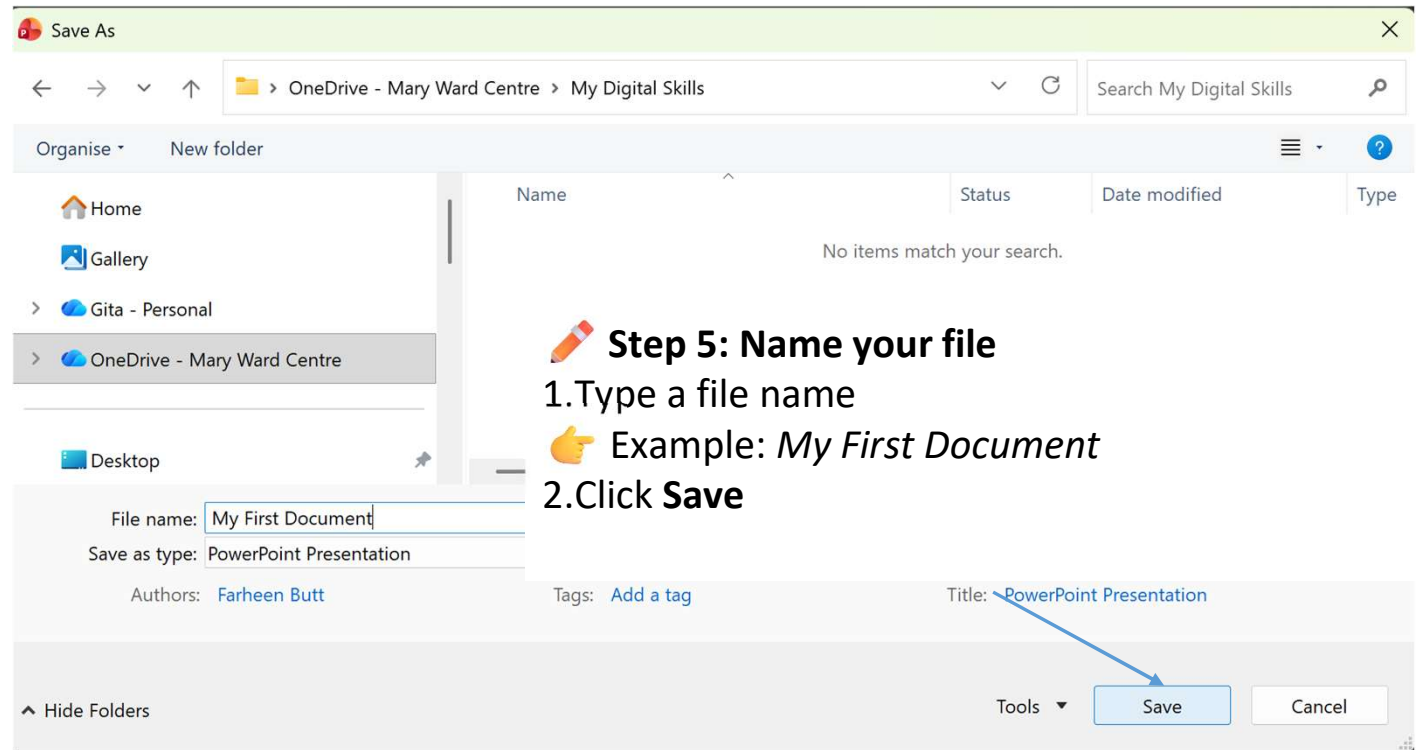 Save As
OneDrive - Mary Ward Centre > My Digital Skills
Search My Digital Skills
Organise
New folder
Name
Status
Date modified
Type
Home
Gallery
Gita - Personal
OneDrive - Mary Ward Centre
Desktop
No items match your search.
Step 5: Name your file
1.Type a file name
Example: My First Document
2.Click Save
File name: My First Document
Save as type: PowerPoint Presentation
Authors: Farheen Butt
Tags: Add a tag
Title: PowerPoint Presentation
Hide Folders
Tools
Save
Cancel